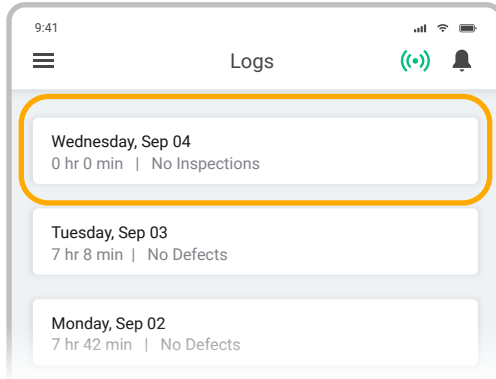 9:41
Logs
Wednesday, Sep 04
0 hr 0 min | No Inspections
Tuesday, Sep 03
7 hr 8 min | No Defects
Monday, Sep 02
7 hr 42 min | No Defects